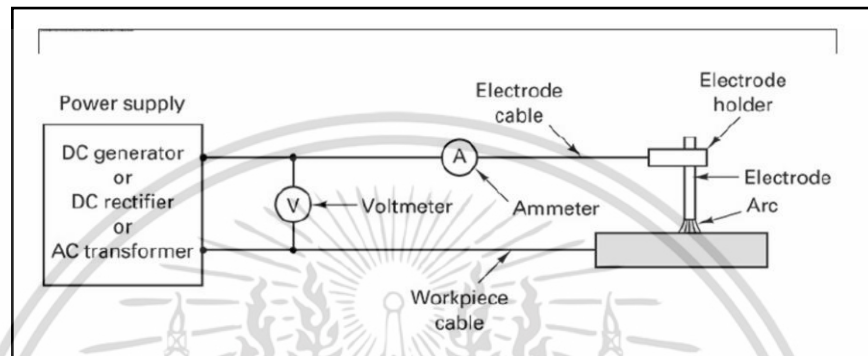 Power supply
DC generator
or
DC rectifier
or
AC transformer
V
Voltmeter
A
Ammeter
Electrode
cable
Electrode
holder
Electrode
Arc
Workpiece
cable